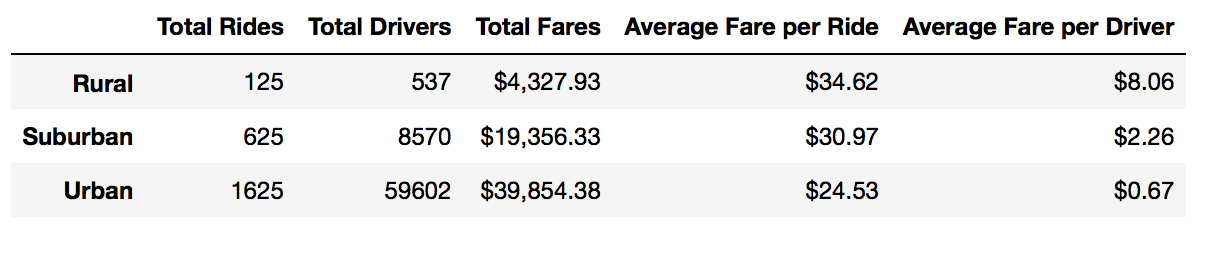 Total Rides Total Drivers Total Fares Average Fare per Ride Average Fare per Driver
Rural 125 537 $4,327.93 $34.62 $8.06
Suburban 625 8570 $19,356.33 $30.97 $2.26
Urban 1625 59602 $39,854.38 $24.53 $0.67